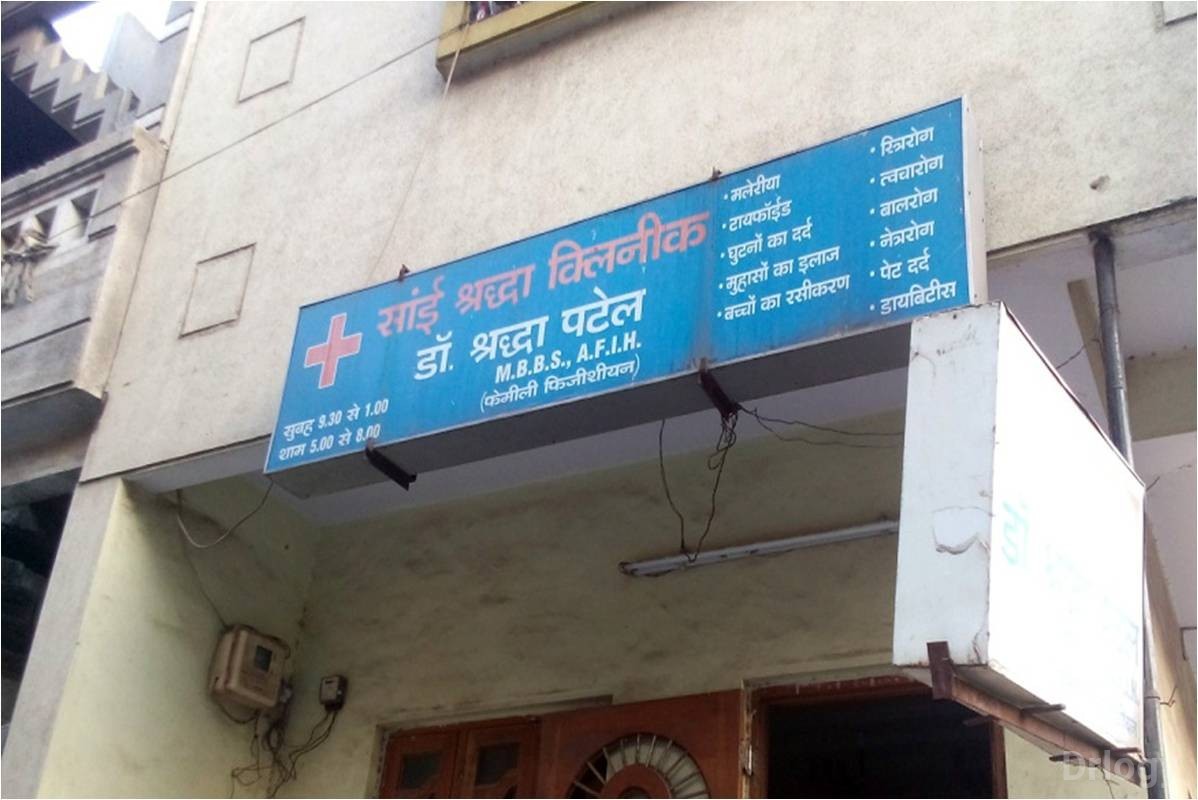 सांई श्रद्धा क्लिनीक
डॉ. श्रद्धा पटेल
M.B.B.S., A.F.I.H.
(फेमीली फिजीशीयन)
सुबह 9.30 से 1.00
शाम 5.00 से 8.00
• मलेरीया
• टायफॉईड
• घुटनों का दर्द
• मुहासों का इलाज
• बच्चों का रसीकरण
• स्त्रिरोग
• त्वचारोग
• बालरोग
• नेत्ररोग
• पेट दर्द
• डायबिटीस
डॉ.
Drlogy